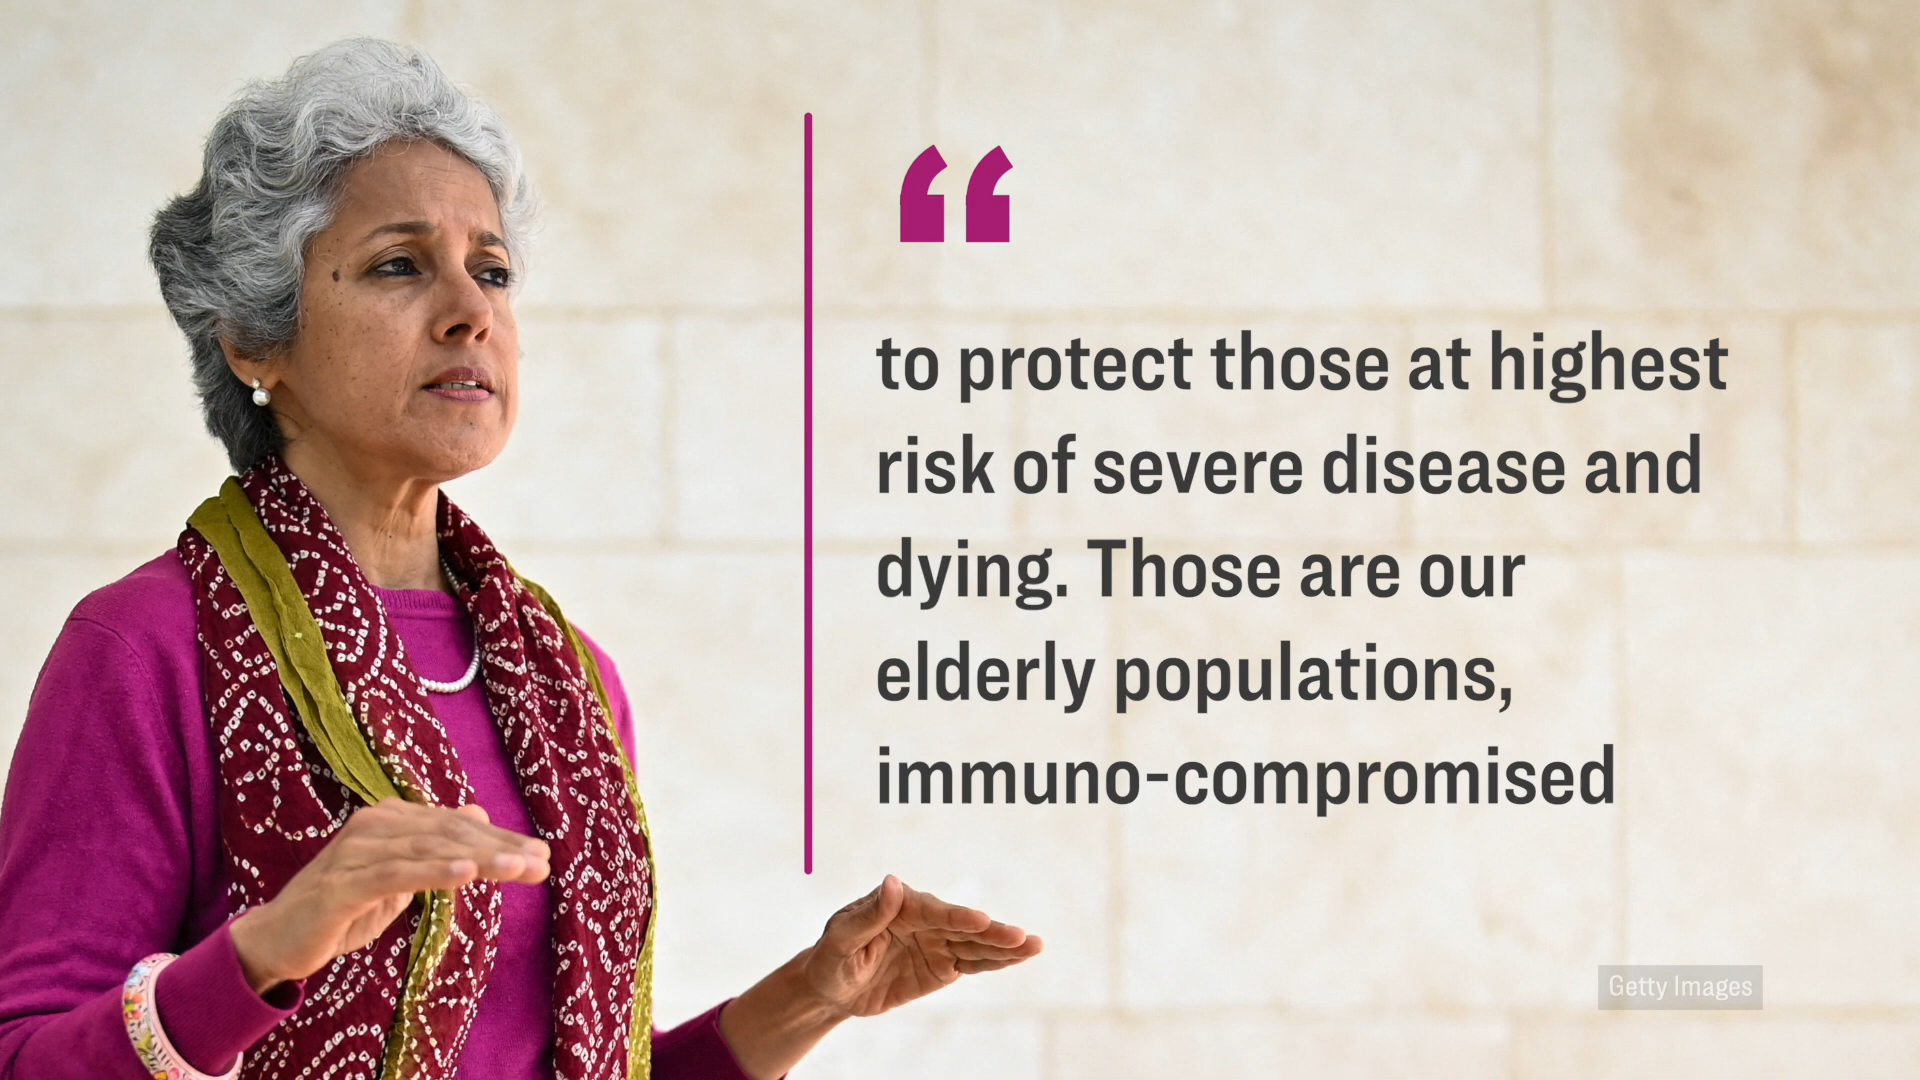 “
to protect those at highest
risk of severe disease and
dying. Those are our
elderly populations,
immuno-compromised
Getty Images